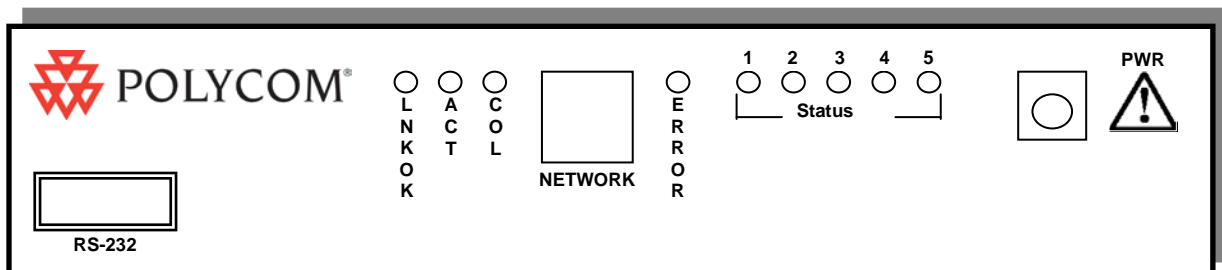 POLYCOM®
LNKOK
ACT
COL
NETWORK
ERROR
1 2 3 4 5
Status
PWR
RS-232